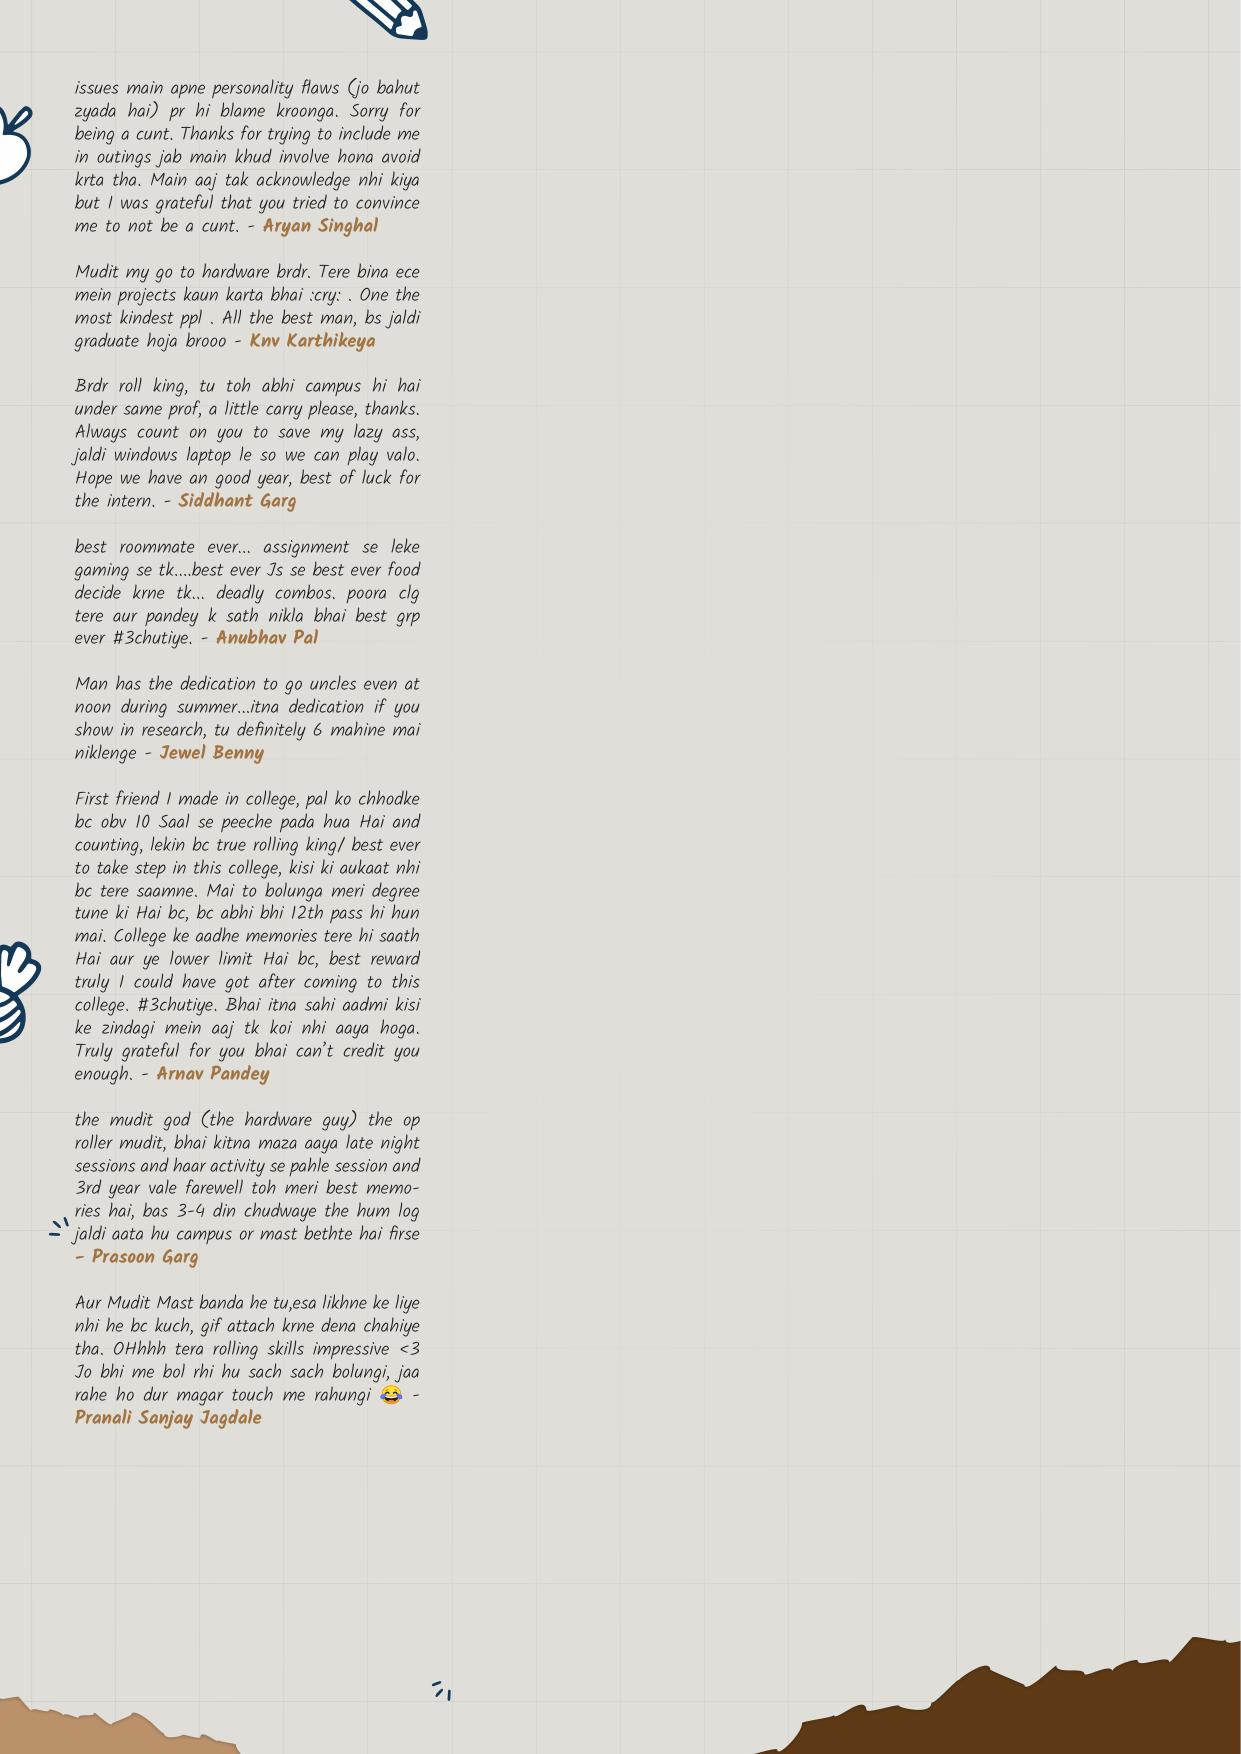 issues main apne personality flaws (jo bahut
zyada hai) pr hi blame kroonga. Sorry for
being a cunt. Thanks for trying to include me
in outings jab main khud involve hona avoid
krta tha. Main aaj tak acknowledge nhi kiya
but I was grateful that you tried to convince
me to not be a cunt. - Aryan Singhal
Mudit my go to hardware brdr. Tere bina ece
mein projects kaun karta bhai :cry: . One the
most kindest ppl . All the best man, bs jaldi
graduate hoja brooo - Knv Karthikeya
Brdr roll king, tu toh abhi campus hi hai
under same prof, a little carry please, thanks.
Always count on you to save my lazy ass,
jaldi windows laptop le so we can play valo.
Hope we have an good year, best of luck for
the intern. - Siddhant Garg
best roommate ever... assignment se leke
gaming se tk....best ever Js se best ever food
decide krne tk... deadly combos. poora clg
tere aur pandey k sath nikla bhai best grp
ever #3chutiye. - Anubhav Pal
Man has the dedication to go uncles even at
noon during summer...itna dedication if you
show in research, tu definitely 6 mahine mai
niklenge - Jewel Benny
First friend I made in college, pal ko chhodke
bc obv 10 Saal se peeche pada hua Hai and
counting, lekin bc true rolling king/ best ever
to take step in this college, kisi ki aukaat nhi
bc tere saamne. Mai to bolunga meri degree
tune ki Hai bc, bc abhi bhi 12th pass hi hun
mai. College ke aadhe memories tere hi saath
Hai aur ye lower limit Hai bc, best reward
truly I could have got after coming to this
college. #3chutiye. Bhai itna sahi aadmi kisi
ke zindagi mein aaj tk koi nhi aaya hoga.
Truly grateful for you bhai can't credit you
enough. - Arnav Pandey
the mudit god (the hardware guy) the op
roller mudit, bhai kitna maza aaya late night
sessions and haar activity se pahle session and
3rd year vale farewell toh meri best memo-
ries hai, bas 3-4 din chudwaye the hum log
jaldi aata hu campus or mast bethte hai firse
- Prasoon Garg
Aur Mudit Mast banda he tu,esa likhne ke liye
nhi he bc kuch, gif attach krne dena chahiye
tha. OHhhh tera rolling skills impressive <3
Jo bhi me bol rhi hu sach sach bolungi, jaa
rahe ho dur magar touch me rahungi 😂 -
Pranali Sanjay Jagdale